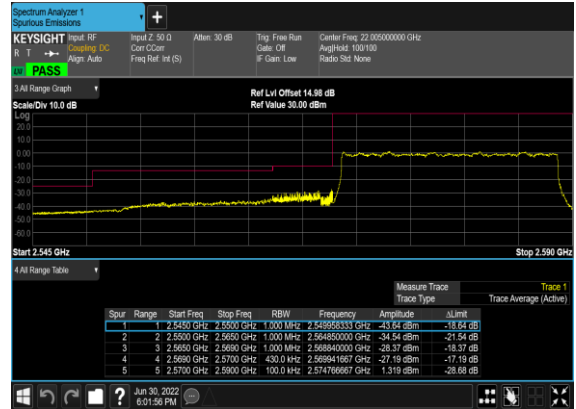 Spectrum Analyzer 1
Spurious Emissions
KEYSIGHT Input: RF Input Z: 50 Ω Atten: 30 dB Trig: Free Run Center Freq: 22.005000000 GHz
R T Coupling: DC Corr CCorr Gate: Off Avg|Hold: 100/100
Align: Auto Freq Ref: Int (S) IF Gain: Low Radio Std: None
LM PASS
3 All Range Graph
Ref Lvl Offset 14.98 dB
Scale/Div 10.0 dB Ref Value 30.00 dBm
Log
20.0
10.0
0.00
-10.0
-20.0
-30.0
-40.0
-50.0
-60.0
Start 2.545 GHz Stop 2.590 GHz
4 All Range Table
Measure Trace Trace 1
Trace Type Trace Average (Active)
Spur Range Start Freq Stop Freq RBW Frequency Amplitude ΔLimit
1 1 2.5450 GHz 2.5500 GHz 1.000 MHz 2.549958333 GHz -43.64 dBm -18.64 dB
2 2 2.5500 GHz 2.5650 GHz 1.000 MHz 2.564850000 GHz -34.54 dBm -21.54 dB
3 3 2.5650 GHz 2.5690 GHz 1.000 MHz 2.568840000 GHz -28.37 dBm -18.37 dB
4 4 2.5690 GHz 2.5700 GHz 430.0 kHz 2.569941667 GHz -27.19 dBm -17.19 dB
5 5 2.5700 GHz 2.5900 GHz 100.0 kHz 2.574766667 GHz 1.319 dBm -28.68 dB
? Jun 30, 2022
6:01:56 PM